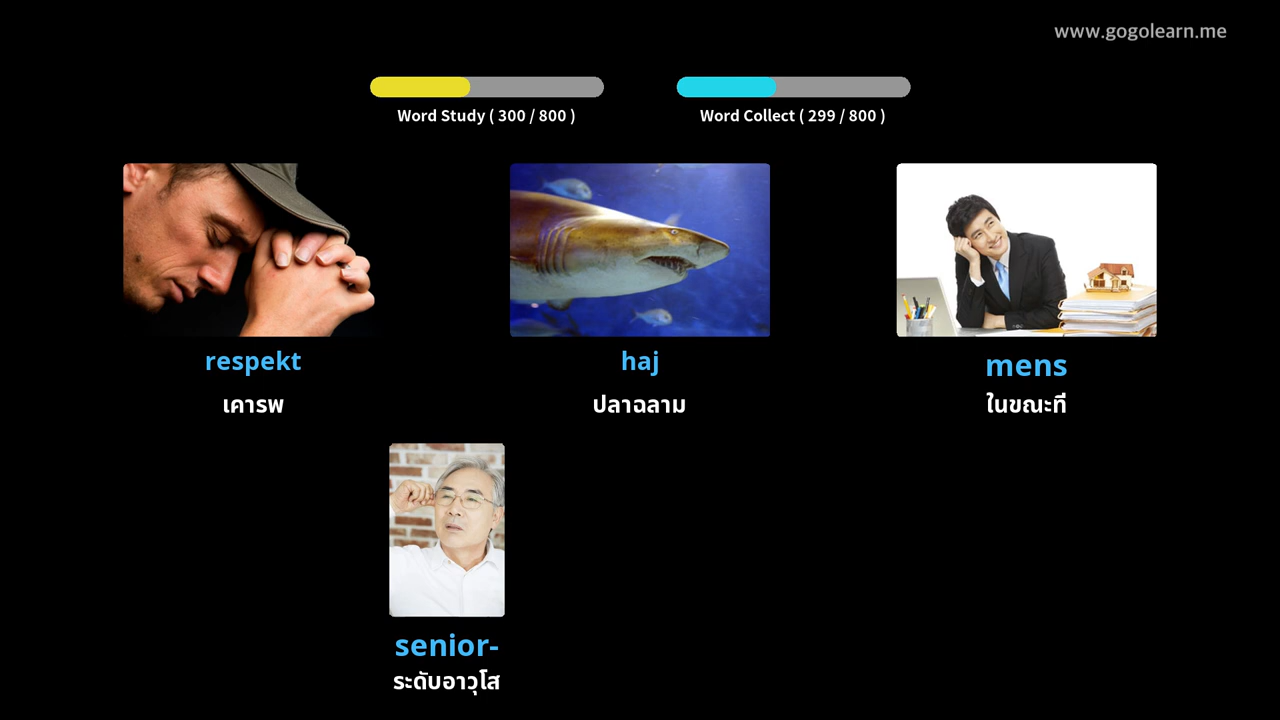 www.gogolearn.me
Word Study ( 300 / 800 )
Word Collect ( 299 / 800 )
respekt
haj
mens
เคารพ
ปลาฉลาม
ในขณะที่
senior-
ระดับอาวุโส